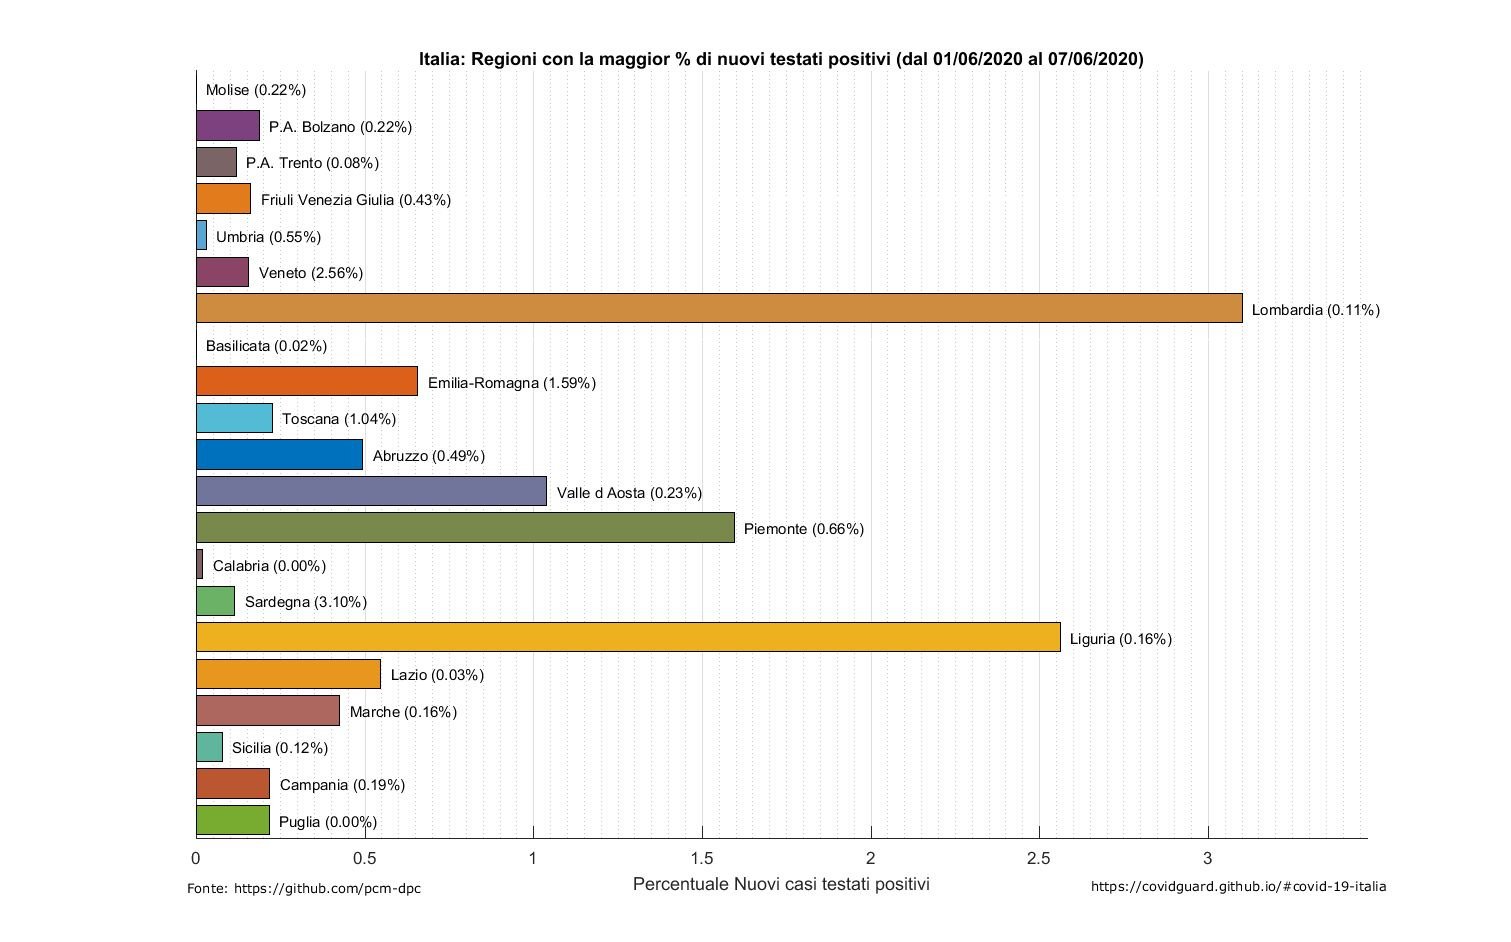 Italia: Regioni con la maggior % di nuovi testati positivi (dal 01/06/2020 al 07/06/2020)
Molise (0.22%)
P.A. Bolzano (0.22%)
P.A. Trento (0.08%)
Friuli Venezia Giulia (0.43%)
Umbria (0.55%)
Veneto (2.56%)
Lombardia (0.11%)
Basilicata (0.02%)
Emilia-Romagna (1.59%)
Toscana (1.04%)
Abruzzo (0.49%)
Valle d Aosta (0.23%)
Piemonte (0.66%)
Calabria (0.00%)
Sardegna (3.10%)
Liguria (0.16%)
Lazio (0.03%)
Marche (0.16%)
Sicilia (0.12%)
Campania (0.19%)
Puglia (0.00%)
0 0.5 1 1.5 2 2.5 3
Percentuale Nuovi casi testati positivi
Fonte: https://github.com/pcm-dpc
https://covidguard.github.io/#covid-19-italia